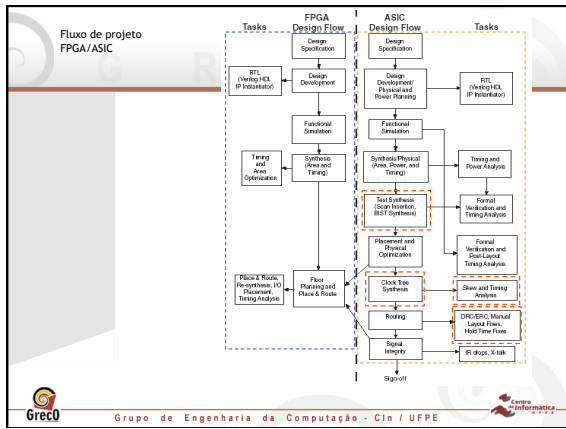 Fluxo de projeto
FPGA/ASIC
G R
Tasks
FPGA
Design Flow
ASIC
Design Flow
Tasks
Design
Specification
Design
Specification
RTL
(Verilog HDL
IP Instantiator)
Design
Development
Design
Development/
Physical and
Power Planning
RTL
(Verilog HDL
IP Instantiator)
Functional
Simulation
Functional
Simulation
Timing
and
Area
Optimization
Synthesis
(Area and
Timing)
Synthesis/Physical
(Area, Power, and
Timing)
Timing and
Power Analysis
Test Synthesis
(Scan Insertion,
BIST Synthesis)
Formal
Verification and
Timing Analysis
Placement and
Physical
Optimization
Formal
Verification and
Post-Layout
Timing Analysis
Place & Route,
Re-synthesis, I/O
Placement,
Timing Analysis
Floor
Planning and
Place & Route
Clock Tree
Synthesis
Skew and Timing
Analysis
Routing
DRC/ERC, Manual
Layout Fixes,
Hold Time Fixes
Signal
Integrity
IR drops, X-talk
Sign-off
GrecO
Grupo de Engenharia da Computação - CIn / UFPE
Centro
de Informática
UFPE